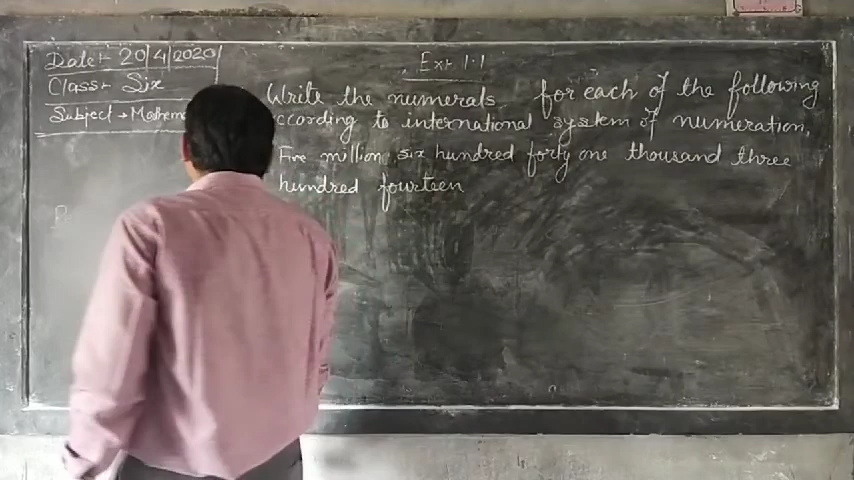 Date:- 20/4/2020
Class:- Six
Subject → Mathem
Ex:- 1.1
Write the numerals for each of the following
ccording to international system of numeration.
Five million, six hundred forty one thousand three
hundred fourteen